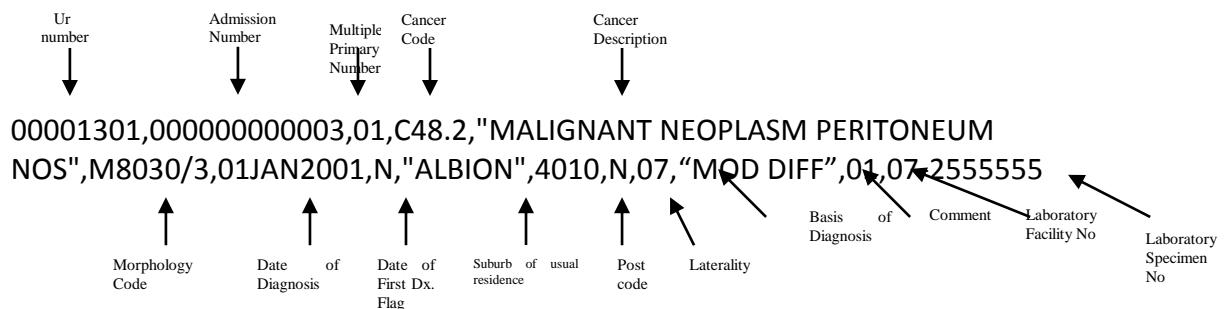 Ur
number
Admission
Number
Multiple
Primary
Number
Cancer
Code
Cancer
Description
00001301,000000000003,01,C48.2,"MALIGNANT NEOPLASM PERITONEUM
NOS",M8030/3,01JAN2001,N,"ALBION",4010,N,07,“MOD DIFF”,01,07-2555555
Morphology
Code
Date of
Diagnosis
Date of
First Dx.
Flag
Suburb of usual
residence
Post
code
Laterality
Basis of
Diagnosis
Comment
Laboratory
Facility No
Laboratory
Specimen
No